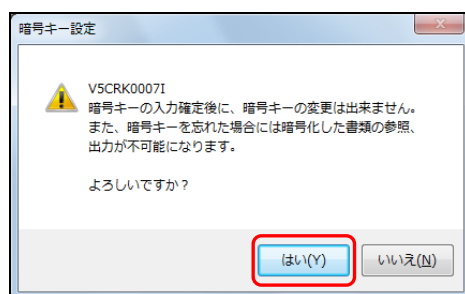 暗号キー設定
V5CRK0007I
暗号キーの入力確定後に、暗号キーの変更は出来ません。
また、暗号キーを忘れた場合には暗号化した書類の参照、
出力が不可能になります。
よろしいですか？
はい(Y)
いいえ(N)